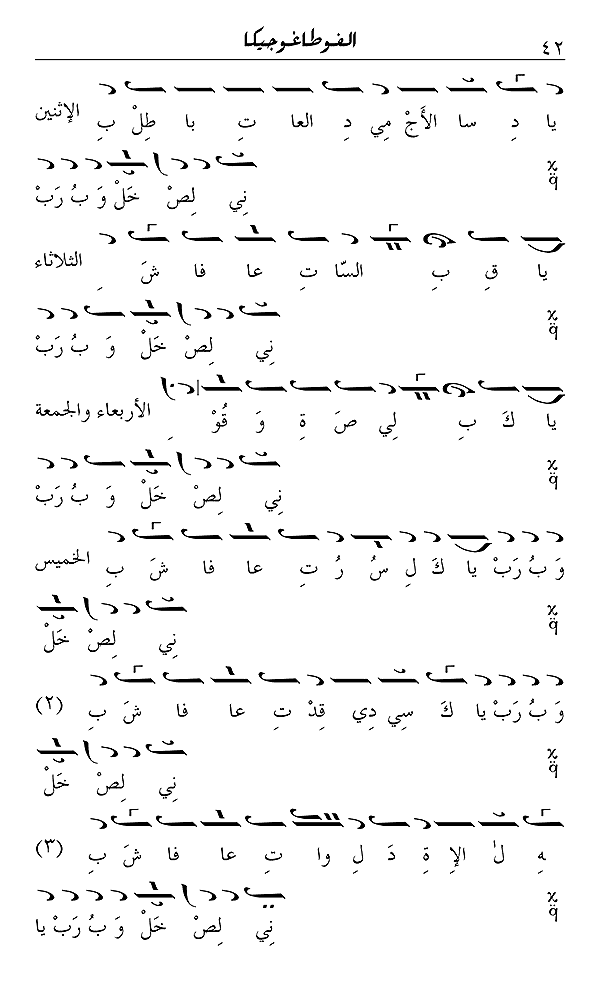 ٤٢ الفوطاغوجيكا
الإثنين بِ طِلْ با تِ العا دِ مِي الأَجْ سا دِ يا
رَبْ بُ وَ خَلْ لِصْ نِي
الثلاثاء شَ فا عا تِ السّا بِ قِ يا
رَبْ بُ وَ خَلْ لِصْ نِي
الأربعاء والجمعة قُوْ وَ ةِ صَ لِي بِ كَ يا
رَبْ بُ وَ خَلْ لِصْ نِي
الخميس بِ شَ فا عا تِ رُ سُ لِ كَ يا رَبْ بُ وَ
خَلْ لِصْ نِي
(٢) بِ شَ فا عا تِ قِدْ دِي سِي كَ يا رَبْ بُ وَ
خَلْ لِصْ نِي
(٣) بِ شَ فا عا تِ وا لِ دَ ةِ الإِ لٰ هِ
يا رَبْ بُ وَ خَلْ لِصْ نِي